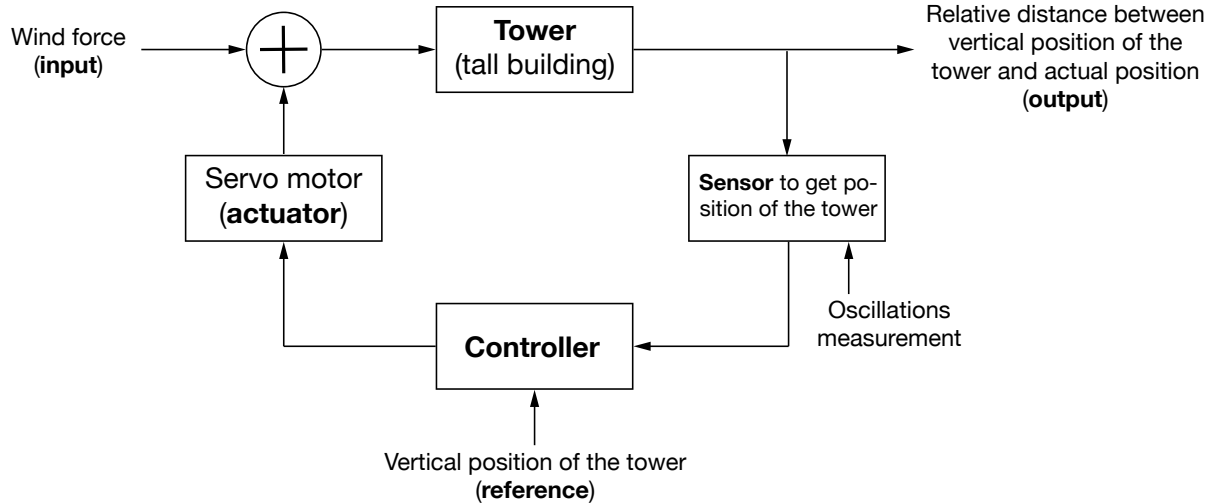 Wind force
(input)
+
Tower
(tall building)
Relative distance between
vertical position of the
tower and actual position
(output)
Servo motor
(actuator)
Sensor to get po-
sition of the tower
Oscillations
measurement
Controller
Vertical position of the tower
(reference)